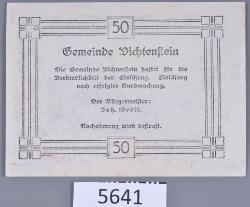 50
Gemeinde Vichtenstein
Die Gemeinde Vichtenstein haftet für die
Verbindlichkeit der Einlösung. Einlösung
nach erfolgter Kundmachung.
Der Bürgermeister:
Joh.
Nachahmung wird bestraft.
50
5641